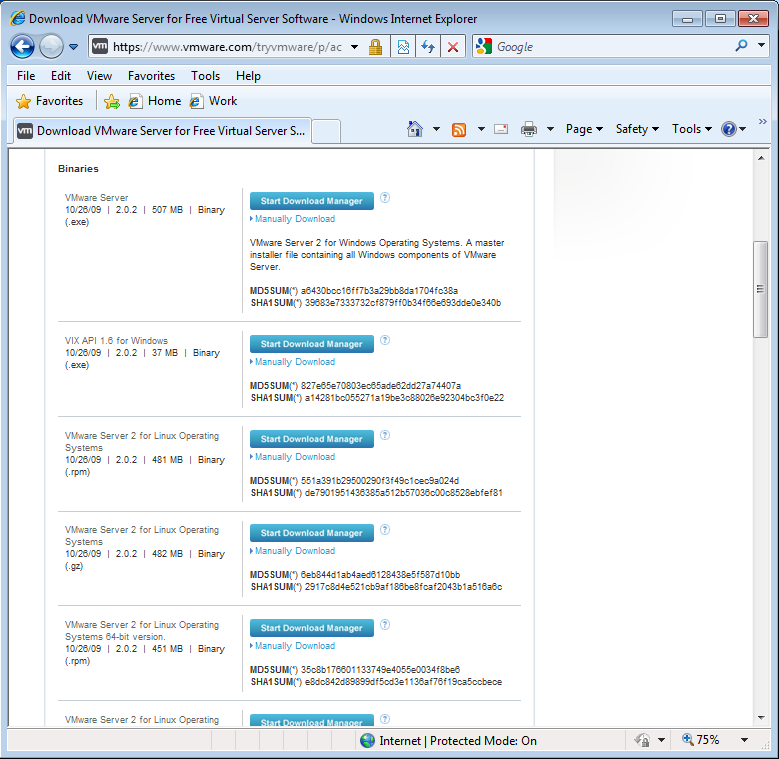 Download VMware Server for Free Virtual Server Software - Windows Internet Explorer
vm https://www.vmware.com/tryvmware/p/ac Google
File Edit View Favorites Tools Help
Favorites Home Work
vm Download VMware Server for Free Virtual Server S... Page Safety Tools »
Binaries
VMware Server
10/26/09 | 2.0.2 | 507 MB | Binary
(.exe)
Start Download Manager ?
Manually Download
VMware Server 2 for Windows Operating Systems. A master
installer file containing all Windows components of VMware
Server.
MD5SUM(*) a6430bcc16ff7b3a29bb8da1704fc38a
SHA1SUM(*) 39683e7333732cf879ff0b34f66e693dde0e340b
VIX API 1.6 for Windows
10/26/09 | 2.0.2 | 37 MB | Binary
(.exe)
Start Download Manager ?
Manually Download
MD5SUM(*) 827e65e70803ec65ade62dd27a74407a
SHA1SUM(*) a14281bc055271a19be3c88026e92304bc3f0e22
VMware Server 2 for Linux Operating
Systems
10/26/09 | 2.0.2 | 481 MB | Binary
(.rpm)
Start Download Manager ?
Manually Download
MD5SUM(*) 551a391b29500290f3f49c1cec9a024d
SHA1SUM(*) de7901951436385a512b57036c00c8528ebfef81
VMware Server 2 for Linux Operating
Systems
10/26/09 | 2.0.2 | 482 MB | Binary
(.gz)
Start Download Manager ?
Manually Download
MD5SUM(*) 6eb844d1ab4aed6128438e5f587d10bb
SHA1SUM(*) 2917c8d4e521cb9af186be8fcaf2043b1a516a6c
VMware Server 2 for Linux Operating
Systems 64-bit version.
10/26/09 | 2.0.2 | 451 MB | Binary
(.rpm)
Start Download Manager ?
Manually Download
MD5SUM(*) 35c8b176601133749e4055e0034f8be6
SHA1SUM(*) e8dc842d89899df5cd3e1136af76f19ca5ccbece
VMware Server 2 for Linux Operating
Start Download Manager ?
Internet | Protected Mode: On 75%